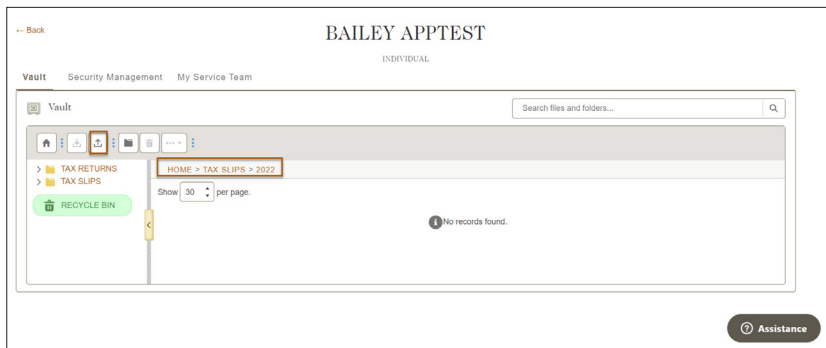 ← Back
BAILEY APPTEST
INDIVIDUAL
Vault Security Management My Service Team
Vault
Search files and folders...
TAX RETURNS
TAX SLIPS
RECYCLE BIN
HOME > TAX SLIPS > 2022
Show 30 per page.
No records found.
Assistance